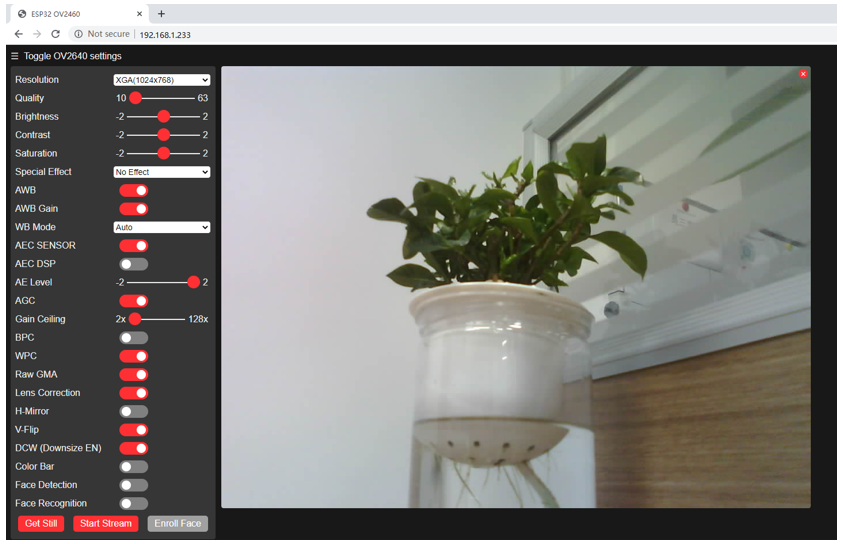 ESP32 OV2460
Not secure 192.168.1.233
☰ Toggle OV2640 settings
Resolution XGA(1024x768)
Quality 10 63
Brightness -2 2
Contrast -2 2
Saturation -2 2
Special Effect No Effect
AWB
AWB Gain
WB Mode Auto
AEC SENSOR
AEC DSP
AE Level -2 2
AGC
Gain Ceiling 2x 128x
BPC
WPC
Raw GMA
Lens Correction
H-Mirror
V-Flip
DCW (Downsize EN)
Color Bar
Face Detection
Face Recognition
Get Still Start Stream Enroll Face